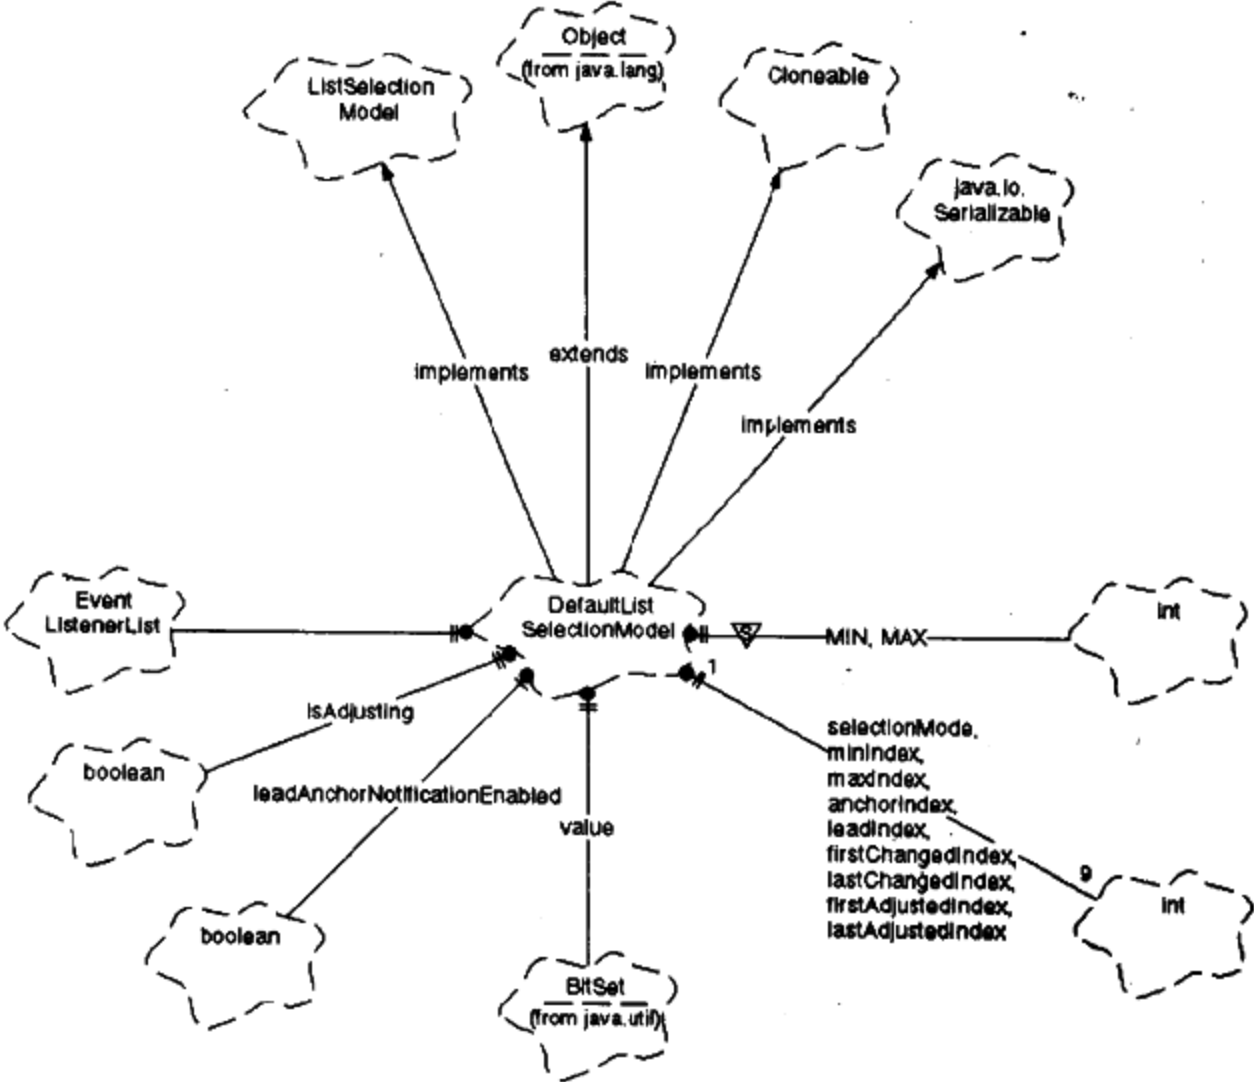 Object
(from java.lang)
ListSelection
Model
Cloneable
java.io.
Serializable
implements
extends
implements
implements
Event
ListenerList
DefaultList
SelectionModel
S
MIN, MAX
int
1
isAdjusting
boolean
leadAnchorNotificationEnabled
value
selectionMode,
minIndex,
maxIndex,
anchorIndex,
leadIndex,
firstChangedIndex,
lastChangedIndex,
firstAdjustedIndex,
lastAdjustedIndex
9
int
boolean
BitSet
(from java.util)